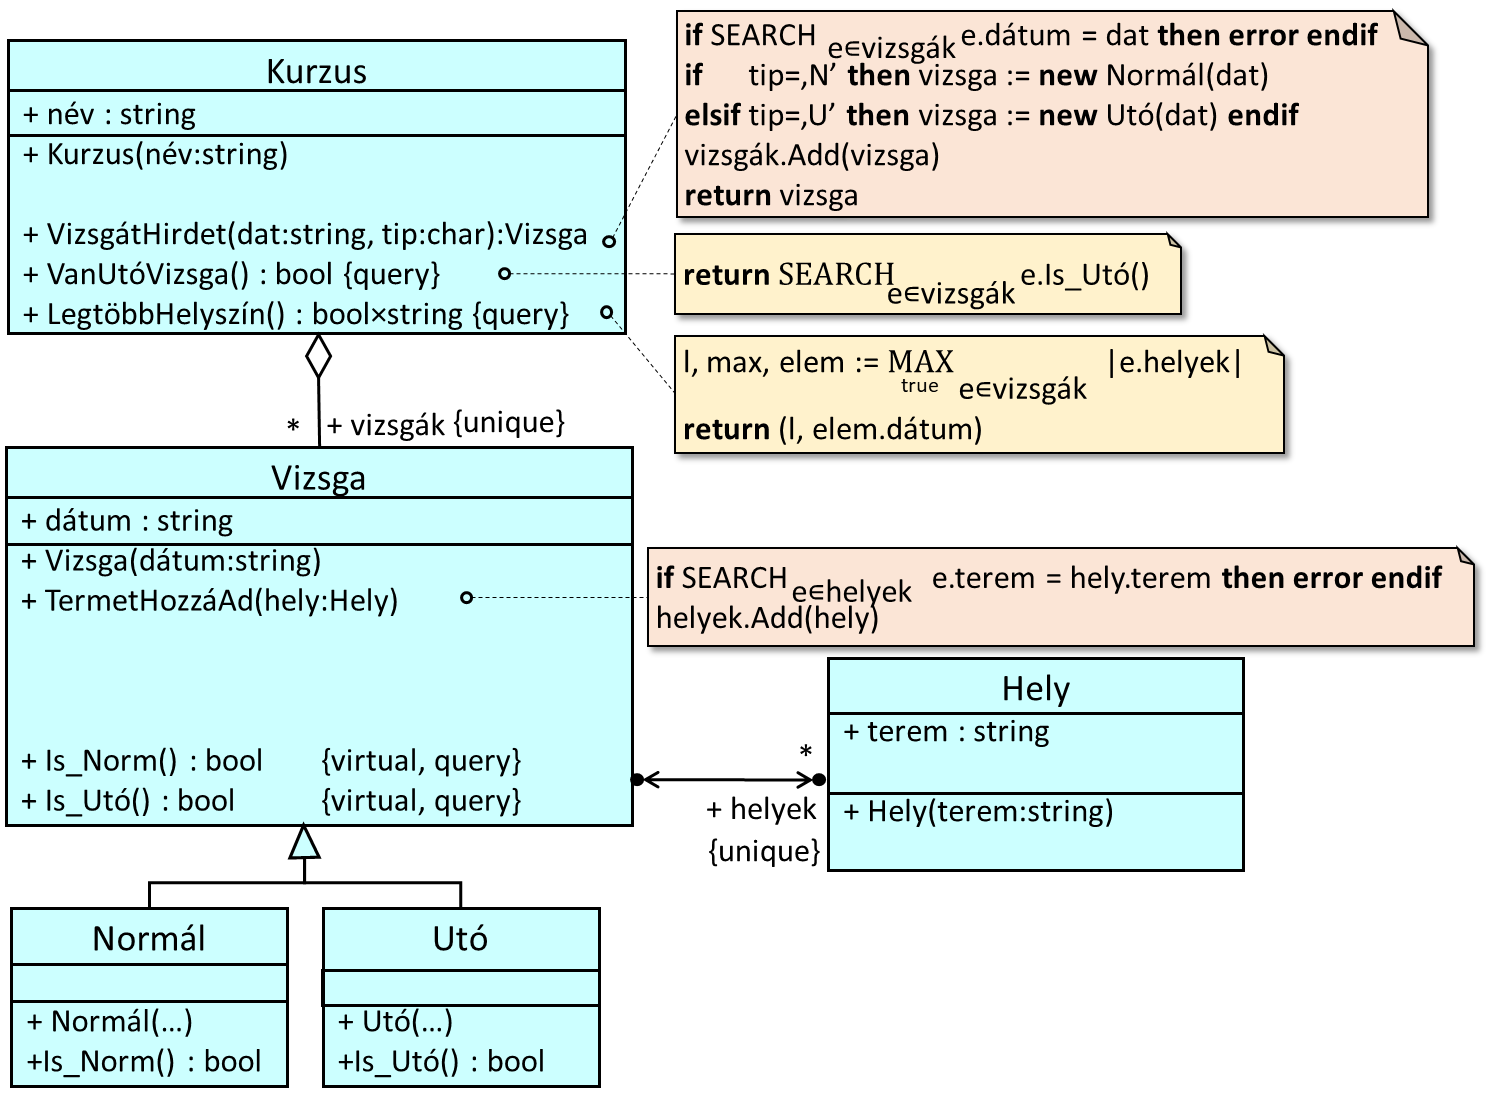 Kurzus
+ név : string
+ Kurzus(név:string)
+ VizsgátHirdet(dat:string, tip:char):Vizsga
+ VanUtóVizsga() : bool {query}
+ LegtöbbHelyszín() : bool×string {query}
if SEARCH e∈vizsgák e.dátum = dat then error endif
if tip=‚N’ then vizsga := new Normál(dat)
elsif tip=‚U’ then vizsga := new Utó(dat) endif
vizsgák.Add(vizsga)
return vizsga
return SEARCH e∈vizsgák e.Is_Utó()
l, max, elem := MAX true e∈vizsgák |e.helyek|
return (l, elem.dátum)
* + vizsgák {unique}
Vizsga
+ dátum : string
+ Vizsga(dátum:string)
+ TermetHozzáAd(hely:Hely)
+ Is_Norm() : bool {virtual, query}
+ Is_Utó() : bool {virtual, query}
if SEARCH e∈helyek e.terem = hely.terem then error endif
helyek.Add(hely)
*
+ helyek
{unique}
Hely
+ terem : string
+ Hely(terem:string)
Normál
+ Normál(...)
+Is_Norm() : bool
Utó
+ Utó(...)
+Is_Utó() : bool